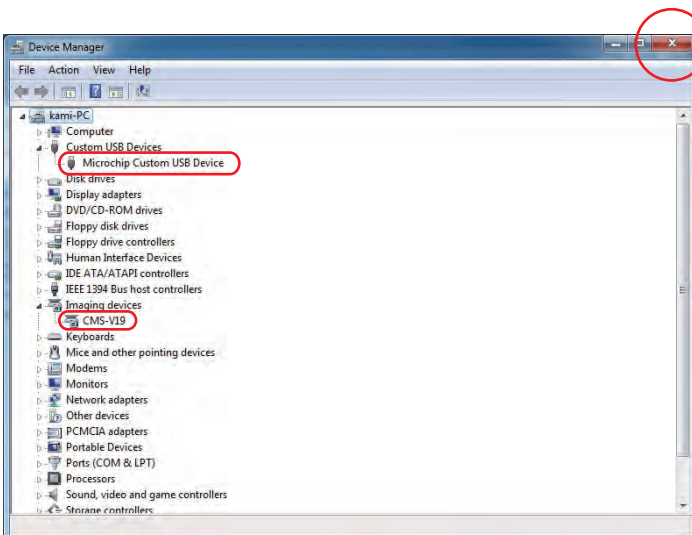 Device Manager
File Action View Help
kami-PC
Computer
Custom USB Devices
Microchip Custom USB Device
Disk drives
Display adapters
DVD/CD-ROM drives
Floppy disk drives
Floppy drive controllers
Human Interface Devices
IDE ATA/ATAPI controllers
IEEE 1394 Bus host controllers
Imaging devices
CMS-V19
Keyboards
Mice and other pointing devices
Modems
Monitors
Network adapters
Other devices
PCMCIA adapters
Portable Devices
Ports (COM & LPT)
Processors
Sound, video and game controllers
Storage controllers